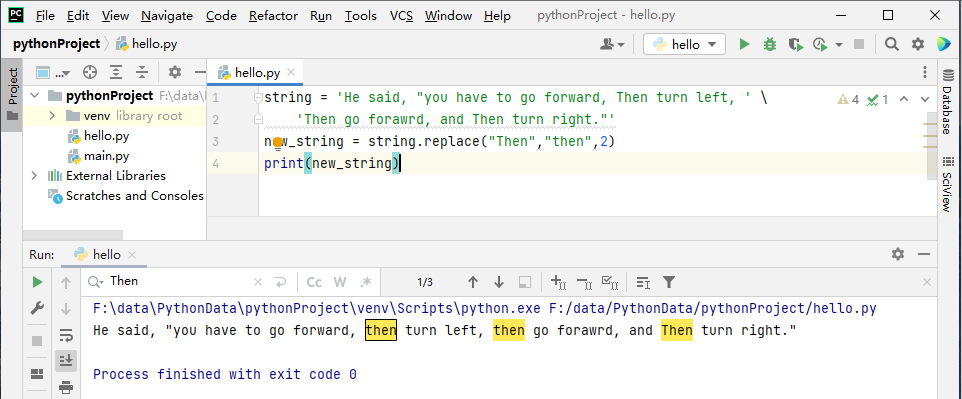 PC File Edit View Navigate Code Refactor Run Tools VCS Window Help pythonProject - hello.py
pythonProject hello.py hello
Project ... hello.py
pythonProject F:\data\
venv library root
hello.py
main.py
External Libraries
Scratches and Consoles
1 string = 'He said, "you have to go forward, Then turn left, ' \
2 'Then go forawrd, and Then turn right."'
3 new_string = string.replace("Then","then",2)
4 print(new_string)
4 1
Database
SciView
Run: hello
Then Cc W .* 1/3
F:\data\PythonData\pythonProject\venv\Scripts\python.exe F:/data/PythonData/pythonProject/hello.py
He said, "you have to go forward, then turn left, then go forawrd, and Then turn right."
Process finished with exit code 0